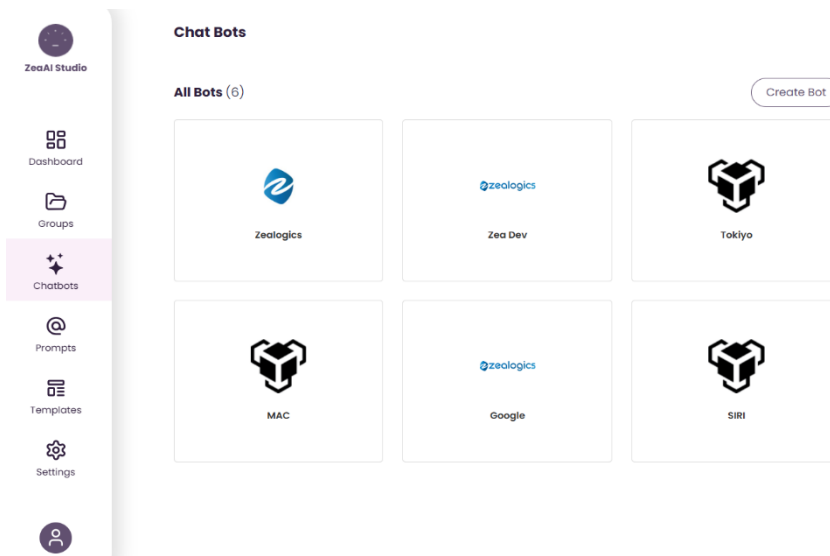 ZeaAI Studio
Dashboard
Groups
Chatbots
Prompts
Templates
Settings
Chat Bots
All Bots (6)
Create Bot
Zealogics
zealogics
Zea Dev
Tokiyo
MAC
zealogics
Google
SIRI